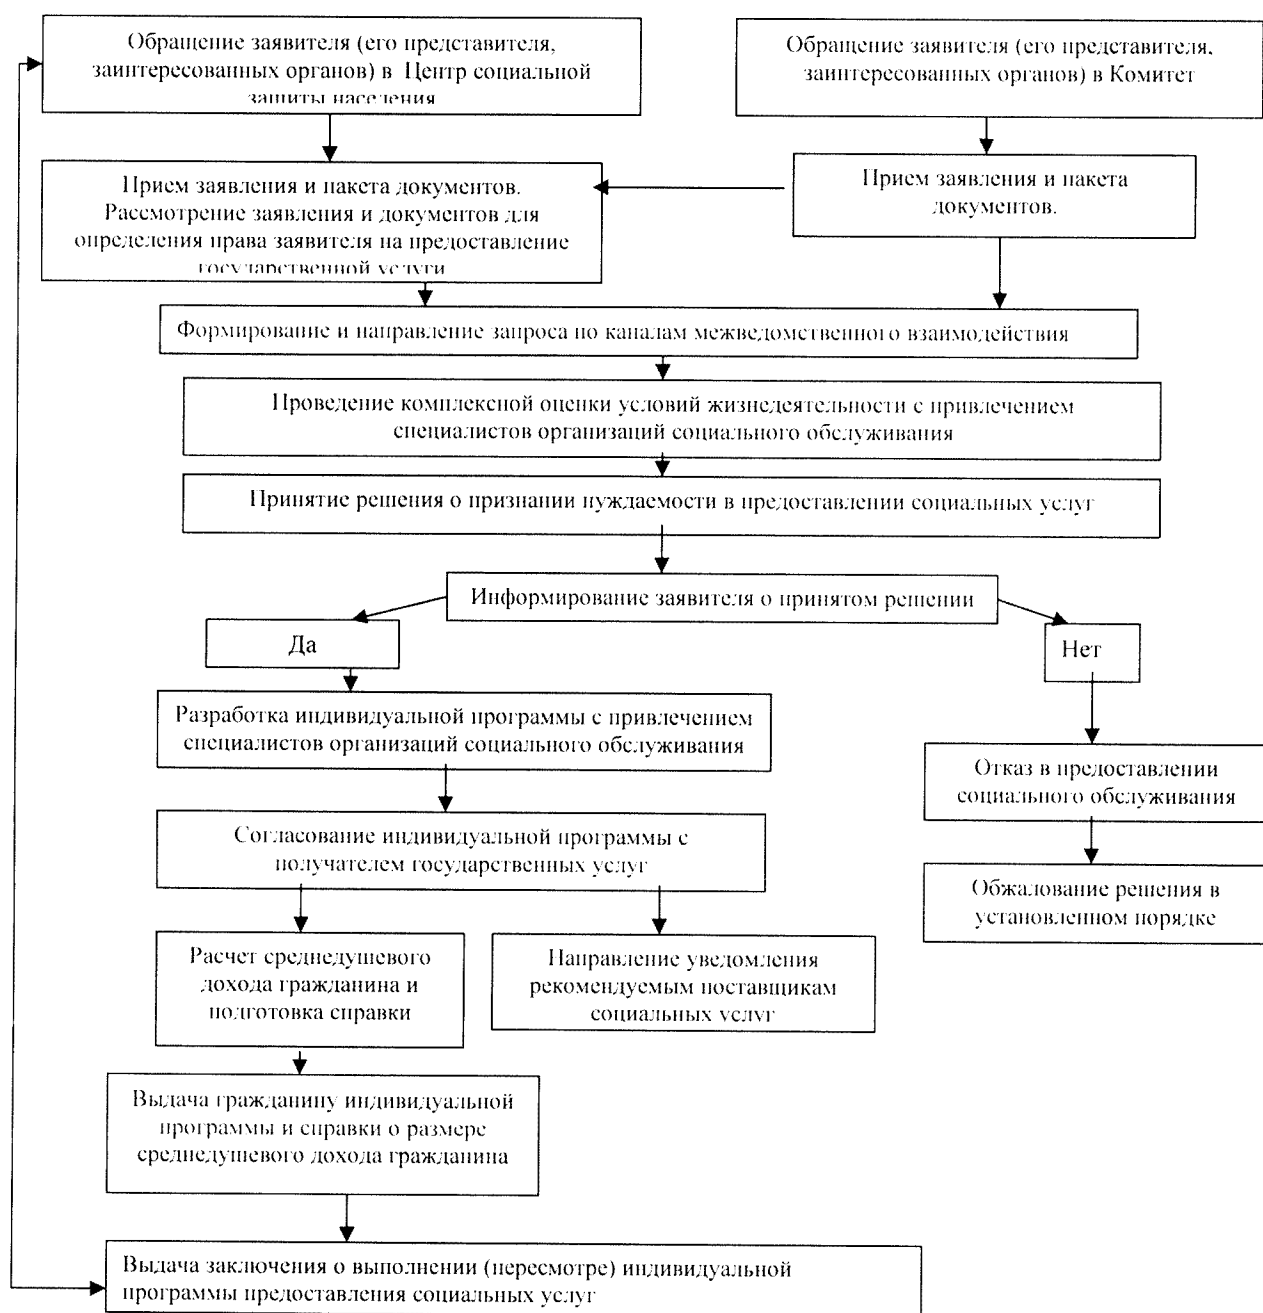 Обращение заявителя (его представителя,
заинтересованных органов) в Центр социальной
защиты населения
Обращение заявителя (его представителя,
заинтересованных органов) в Комитет
Прием заявления и пакета документов.
Рассмотрение заявления и документов для
определения права заявителя на предоставление
государственной услуги
Прием заявления и пакета
документов.
Формирование и направление запроса по каналам межведомственного взаимодействия
Проведение комплексной оценки условий жизнедеятельности с привлечением
специалистов организаций социального обслуживания
Принятие решения о признании нуждаемости в предоставлении социальных услуг
Информирование заявителя о принятом решении
Да
Нет
Разработка индивидуальной программы с привлечением
специалистов организаций социального обслуживания
Отказ в предоставлении
социального обслуживания
Согласование индивидуальной программы с
получателем государственных услуг
Обжалование решения в
установленном порядке
Расчет среднедушевого
дохода гражданина и
подготовка справки
Направление уведомления
рекомендуемым поставщикам
социальных услуг
Выдача гражданину индивидуальной
программы и справки о размере
среднедушевого дохода гражданина
Выдача заключения о выполнении (пересмотре) индивидуальной
программы предоставления социальных услуг